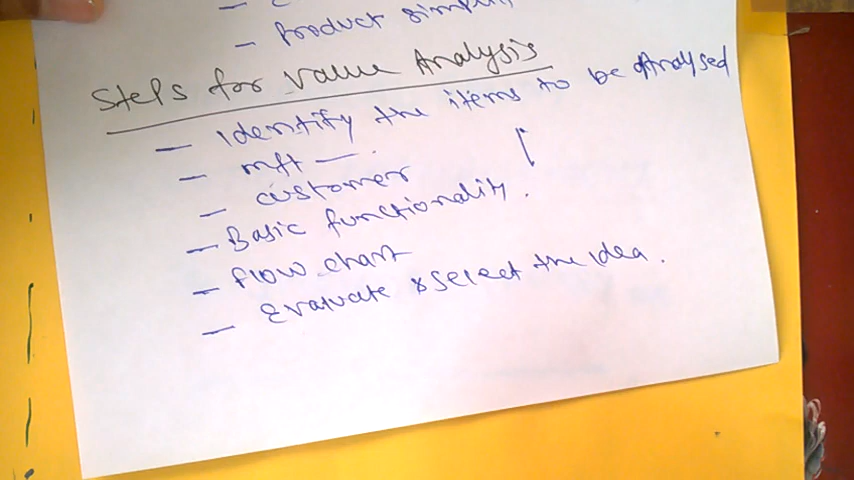 - Product
Steps for Value Analysis
- Identify the items to be Analysed
- mft -.
- customer
- Basic functionality.
- flow chart
- Evaluate & select the idea.